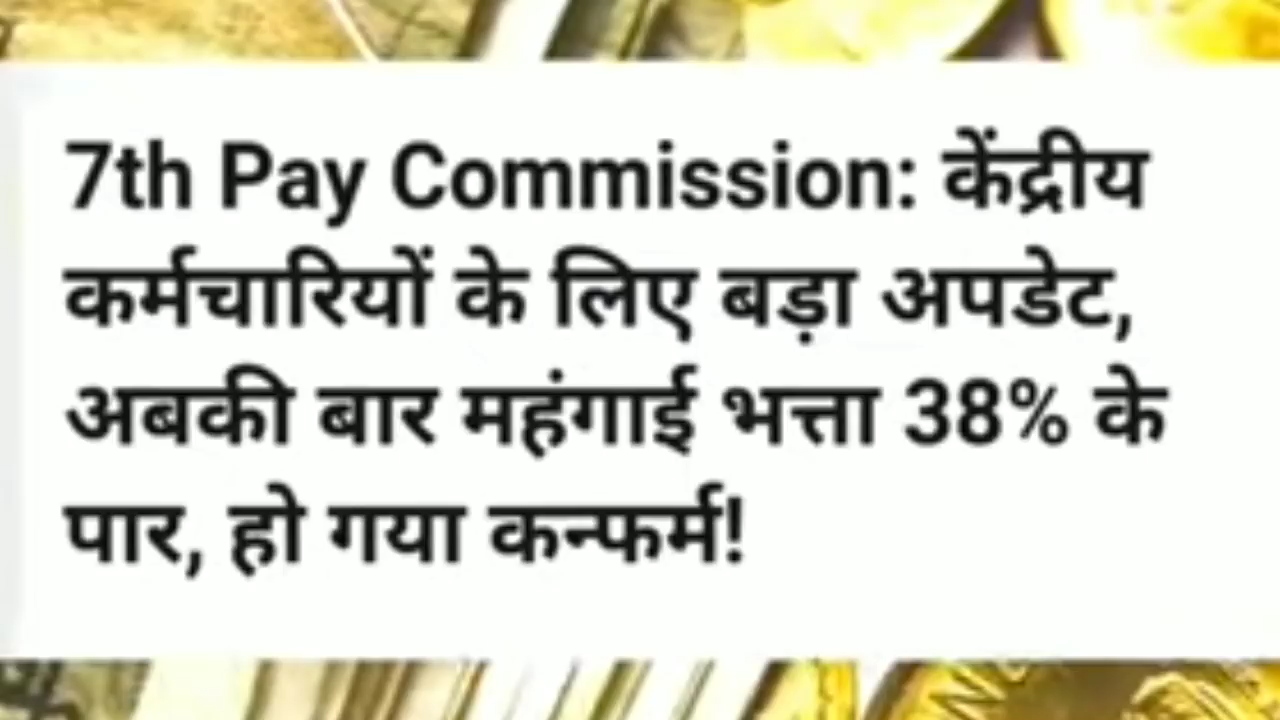 7th Pay Commission: केंद्रीय
कर्मचारियों के लिए बड़ा अपडेट,
अबकी बार महंगाई भत्ता 38% के
पार, हो गया कन्फर्म!